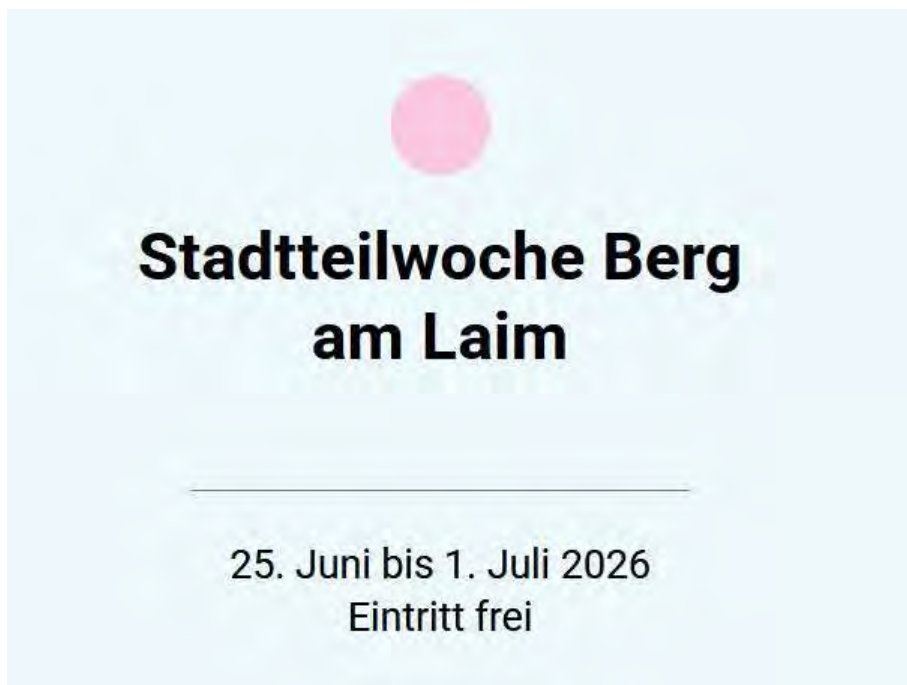 Stadtteilwoche Berg
am Laim
25. Juni bis 1. Juli 2026
Eintritt frei